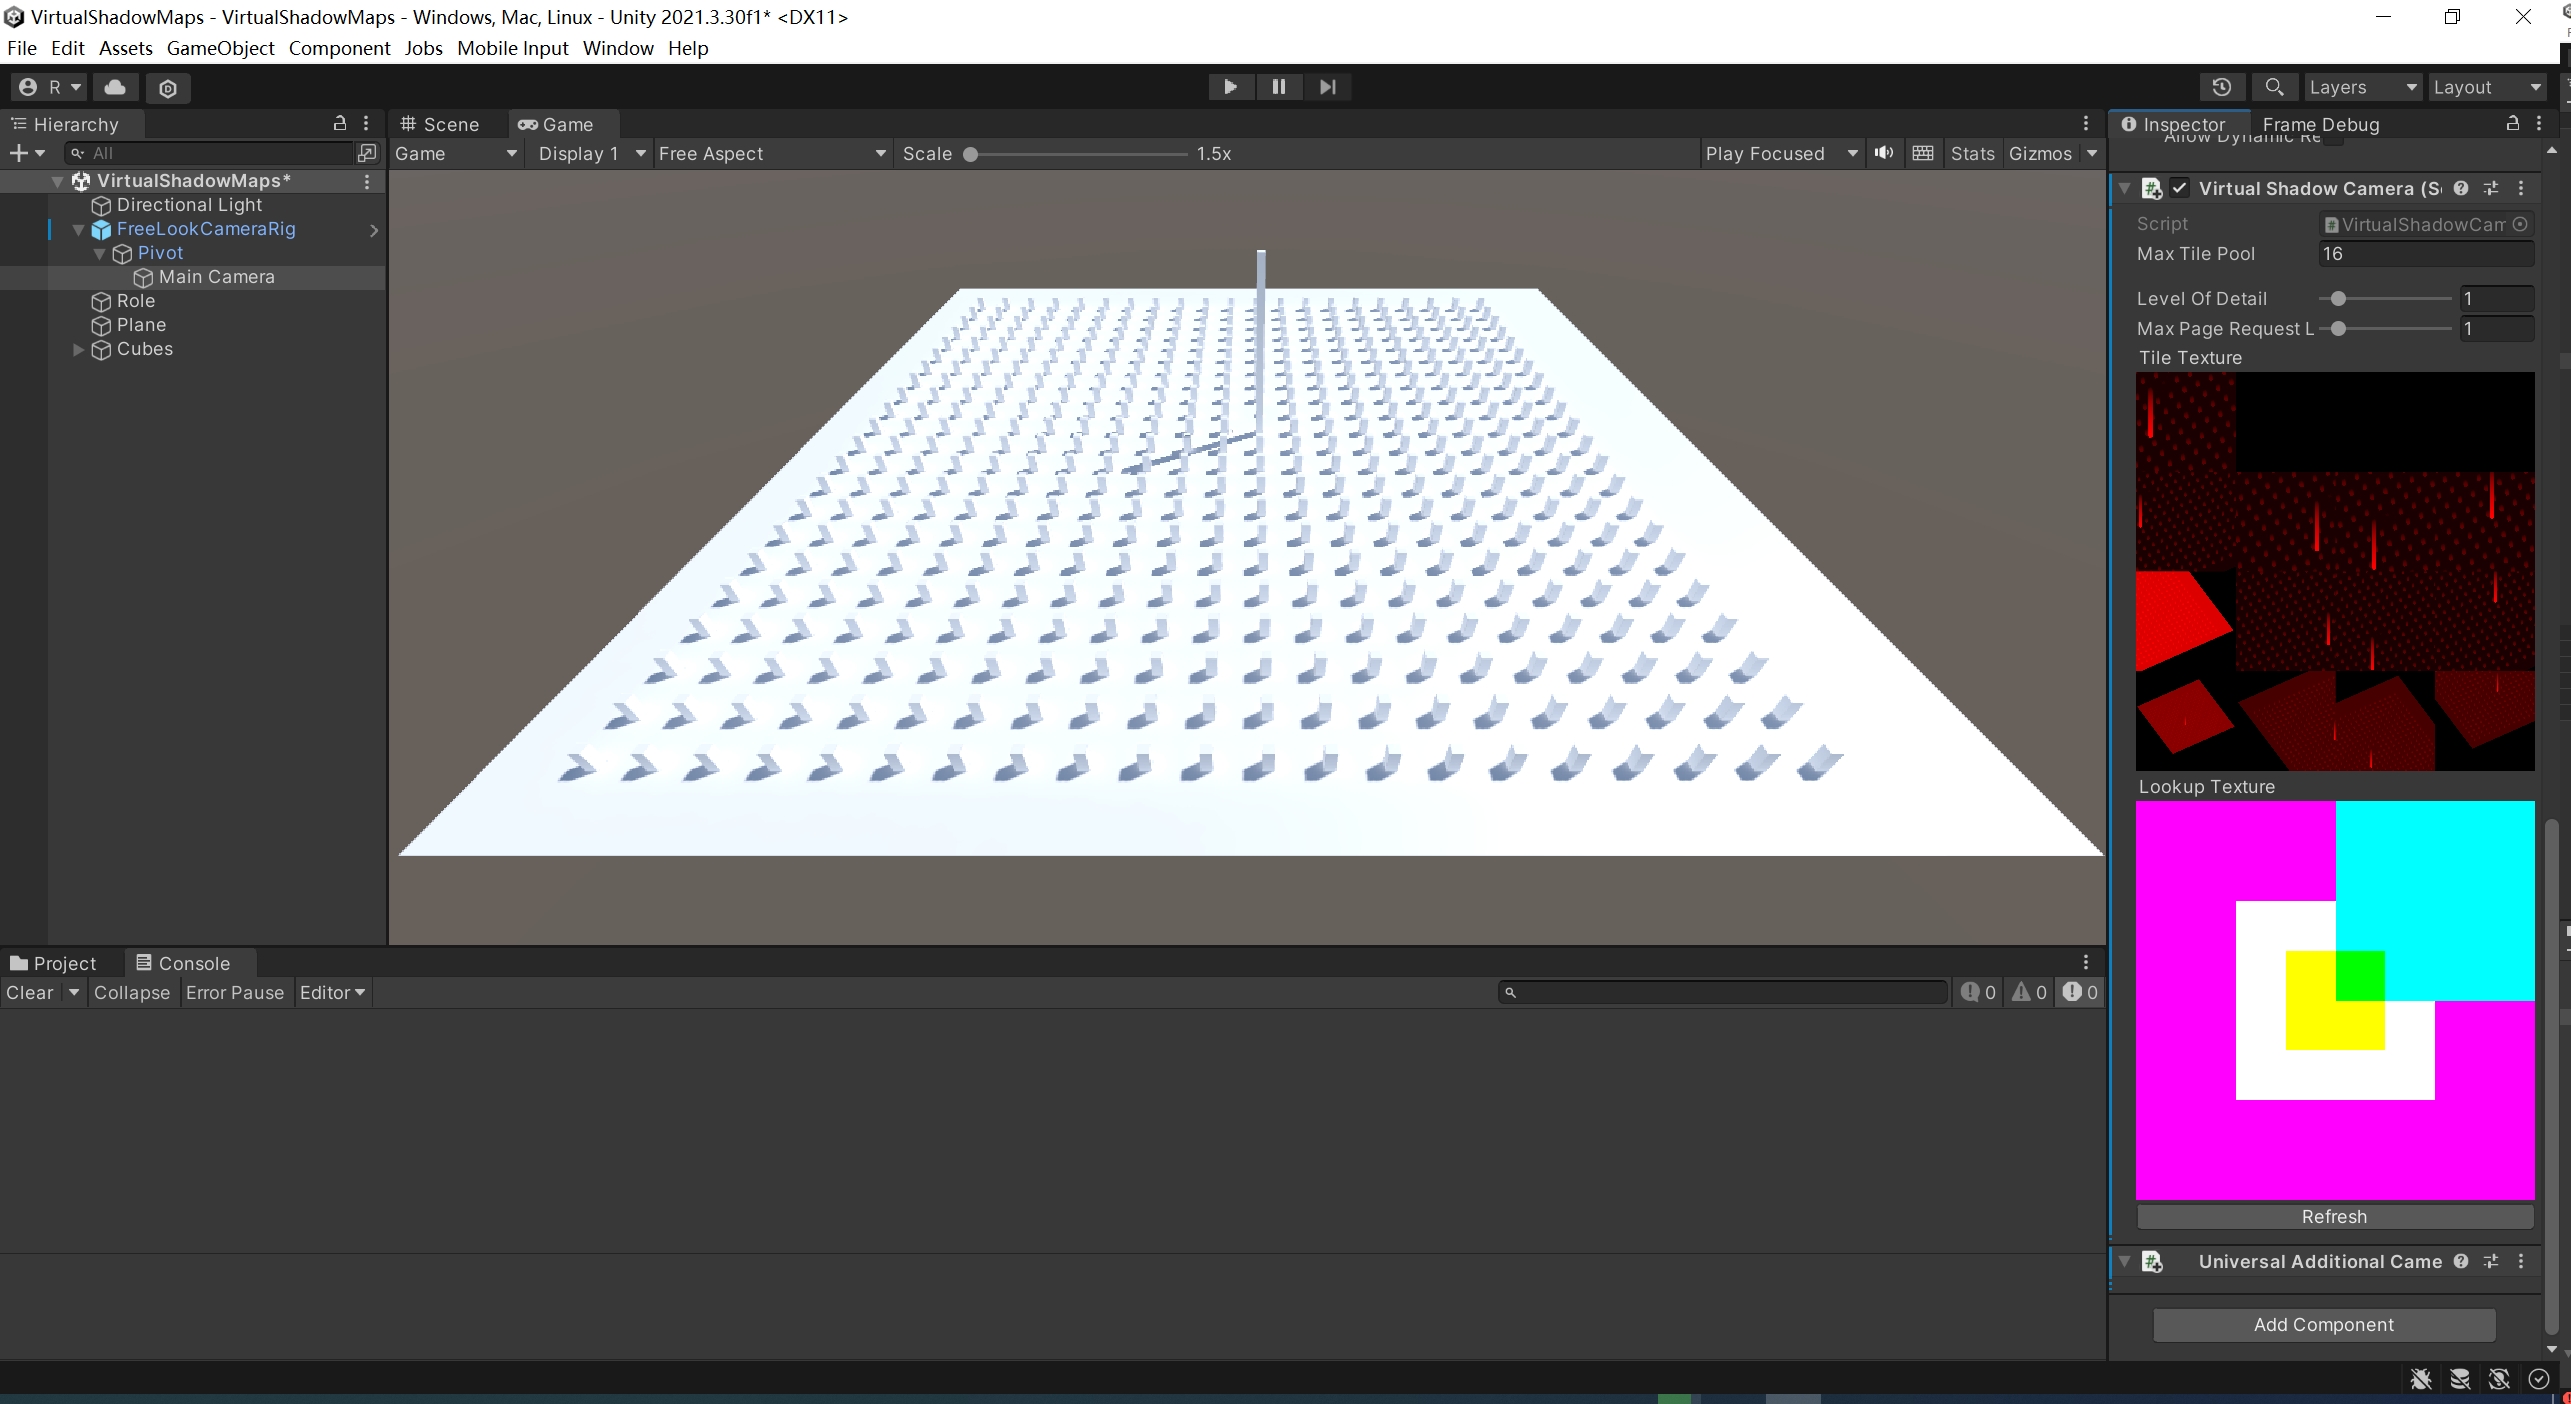 VirtualShadowMaps - VirtualShadowMaps - Windows, Mac, Linux - Unity 2021.3.30f1* <DX11>
File Edit Assets GameObject Component Jobs Mobile Input Window Help
R Layers Layout
Hierarchy
All
VirtualShadowMaps*
Directional Light
FreeLookCameraRig
Pivot
Main Camera
Role
Plane
Cubes
Scene Game
Game Display 1 Free Aspect Scale 1.5x Play Focused Stats Gizmos
Inspector Frame Debug
Allow Dynamic Re
Virtual Shadow Camera (S
Script VirtualShadowCam
Max Tile Pool 16
Level Of Detail 1
Max Page Request L 1
Tile Texture
Lookup Texture
Refresh
Universal Additional Came
Add Component
Project Console
Clear Collapse Error Pause Editor 0 0 0